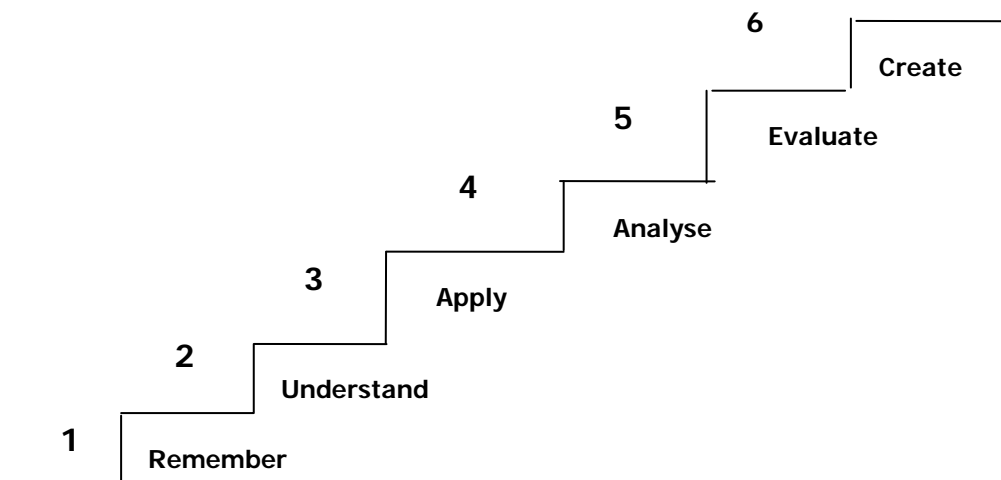 6
Create
5
Evaluate
4
Analyse
3
Apply
2
Understand
1
Remember